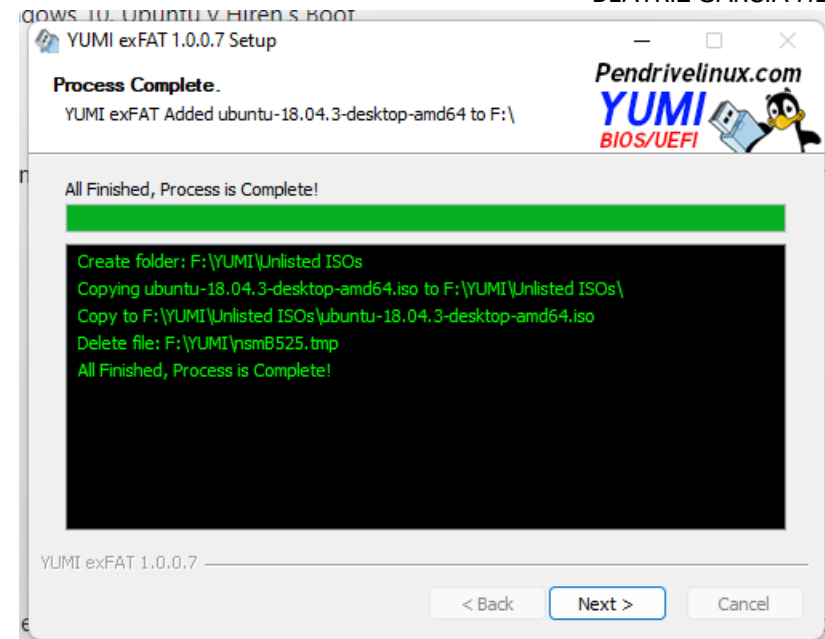 10, Ubuntu y Hiren's Boot
YUMI exFAT 1.0.0.7 Setup
Process Complete.
YUMI exFAT Added ubuntu-18.04.3-desktop-amd64 to F:\
Pendrivelinux.com
YUMI
BIOS/UEFI
All Finished, Process is Complete!
Create folder: F:\YUMI\Unlisted ISOs
Copying ubuntu-18.04.3-desktop-amd64.iso to F:\YUMI\Unlisted ISOs\
Copy to F:\YUMI\Unlisted ISOs\ubuntu-18.04.3-desktop-amd64.iso
Delete file: F:\YUMI\nsmB525.tmp
All Finished, Process is Complete!
YUMI exFAT 1.0.0.7
< Back
Next >
Cancel